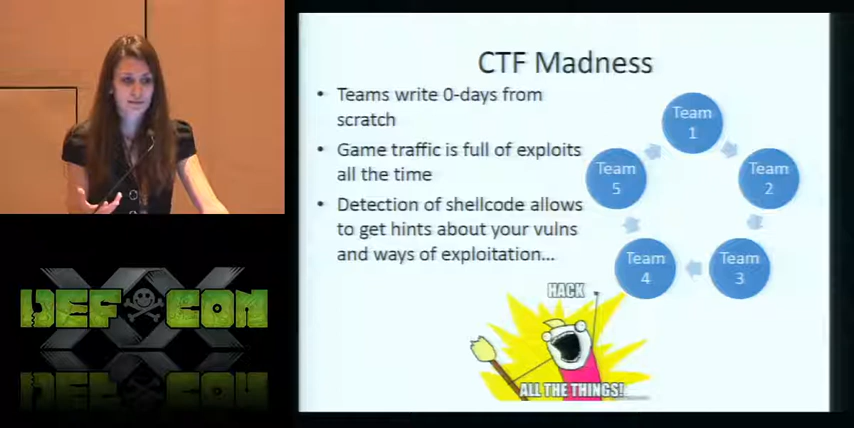 CTF Madness
• Teams write 0-days from
scratch
• Game traffic is full of exploits
all the time
• Detection of shellcode allows
to get hints about your vulns
and ways of exploitation...
Team
1
Team
2
Team
3
Team
4
Team
5
HACK
ALL THE THINGS!
DEF CON
XX